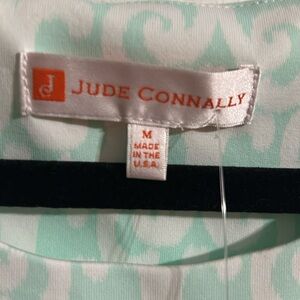 JC JUDE CONNALLY
M
MADE
IN THE
U.S.A.